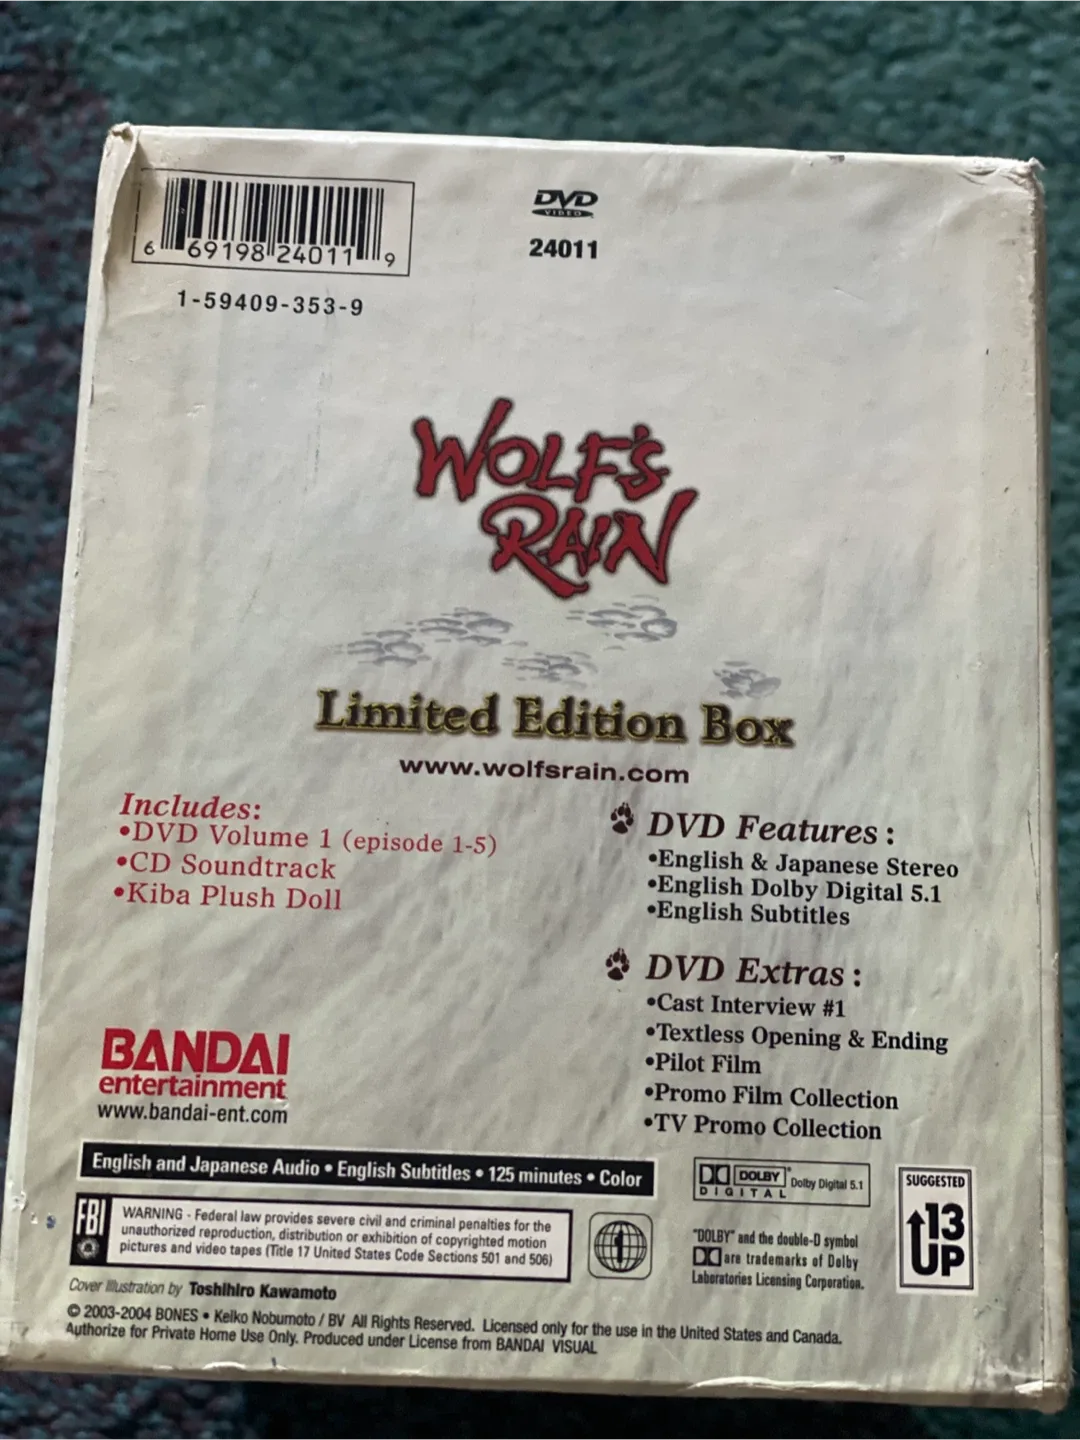 6 69198 24011 9
1-59409-353-9
DVD
VIDEO
24011
WOLF'S
RAIN
Limited Edition Box
www.wolfsrain.com
Includes:
•DVD Volume 1 (episode 1-5)
•CD Soundtrack
•Kiba Plush Doll
DVD Features :
•English & Japanese Stereo
•English Dolby Digital 5.1
•English Subtitles
DVD Extras :
•Cast Interview #1
•Textless Opening & Ending
•Pilot Film
•Promo Film Collection
•TV Promo Collection
BANDAI
entertainment
www.bandai-ent.com
English and Japanese Audio • English Subtitles • 125 minutes • Color
FBI
WARNING - Federal law provides severe civil and criminal penalties for the
unauthorized reproduction, distribution or exhibition of copyrighted motion
pictures and video tapes (Title 17 United States Code Sections 501 and 506)
1
DOLBY
DIGITAL
Dolby Digital 5.1
"DOLBY" and the double-D symbol
are trademarks of Dolby
Laboratories Licensing Corporation.
SUGGESTED
13
UP
Cover Illustration by Toshihiro Kawamoto
© 2003-2004 BONES • Keiko Nobumoto / BV All Rights Reserved. Licensed only for the use in the United States and Canada.
Authorize for Private Home Use Only. Produced under License from BANDAI VISUAL